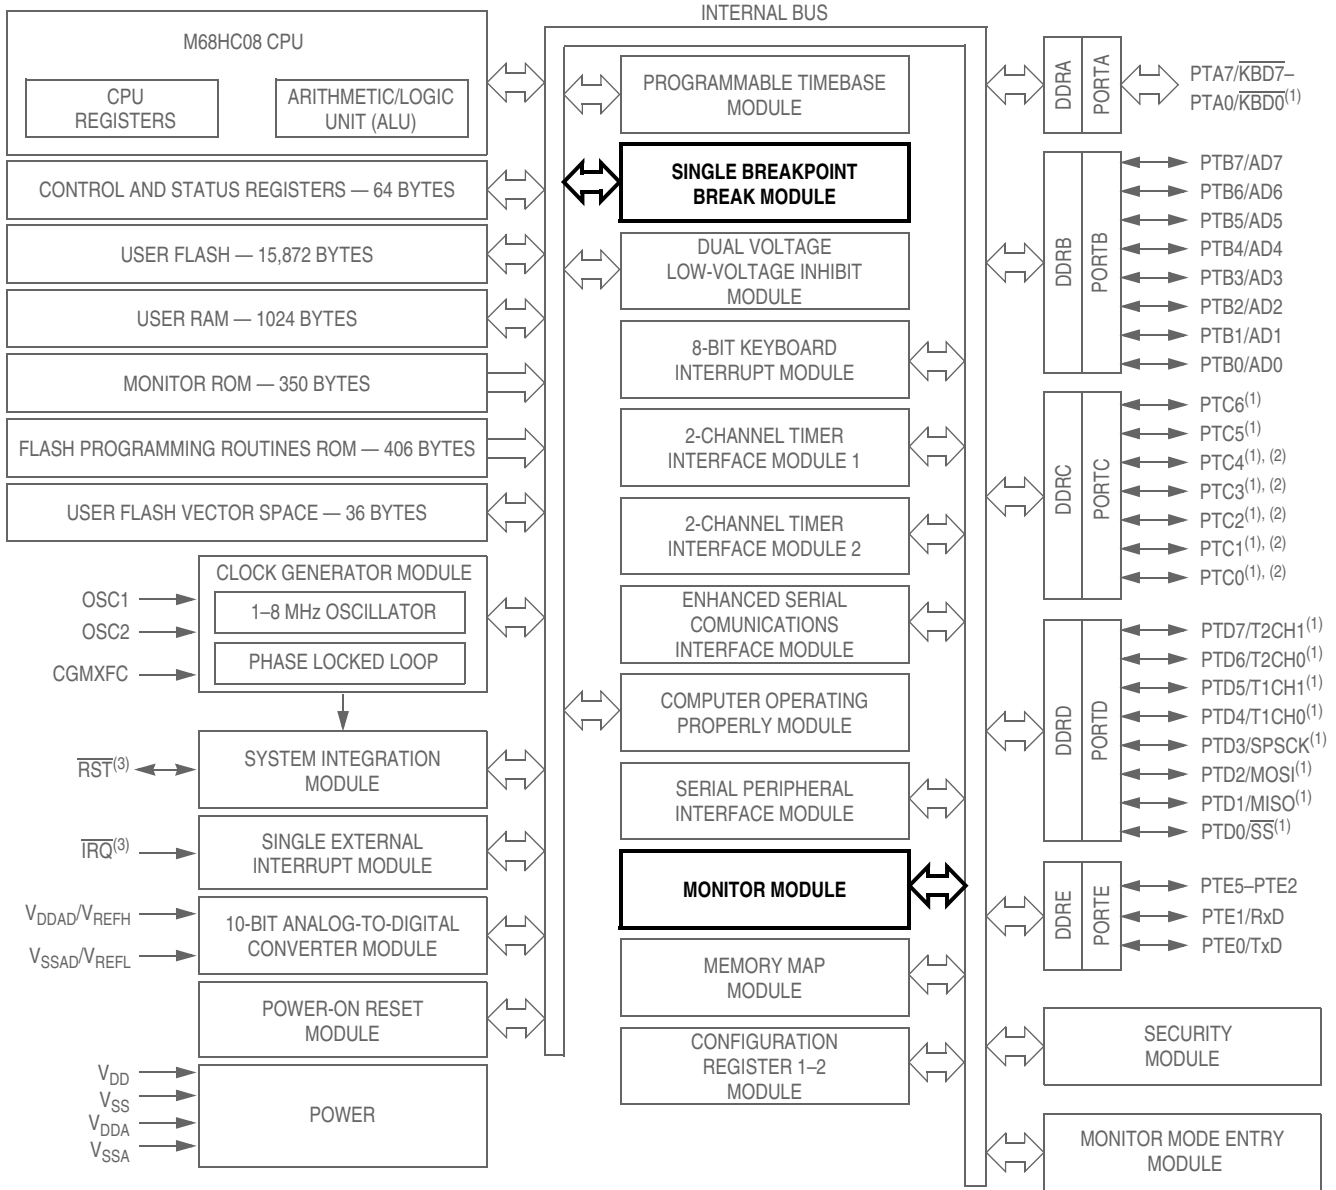 INTERNAL BUS
M68HC08 CPU
CPU
REGISTERS
ARITHMETIC/LOGIC
UNIT (ALU)
CONTROL AND STATUS REGISTERS — 64 BYTES
USER FLASH — 15,872 BYTES
USER RAM — 1024 BYTES
MONITOR ROM — 350 BYTES
FLASH PROGRAMMING ROUTINES ROM — 406 BYTES
USER FLASH VECTOR SPACE — 36 BYTES
CLOCK GENERATOR MODULE
1–8 MHz OSCILLATOR
PHASE LOCKED LOOP
OSC1
OSC2
CGMXFC
SYSTEM INTEGRATION
MODULE
RST(3)
SINGLE EXTERNAL
INTERRUPT MODULE
IRQ(3)
10-BIT ANALOG-TO-DIGITAL
CONVERTER MODULE
VDDAD/VREFH
VSSAD/VREFL
POWER-ON RESET
MODULE
POWER
VDD
VSS
VDDA
VSSA
PROGRAMMABLE TIMEBASE
MODULE
SINGLE BREAKPOINT
BREAK MODULE
DUAL VOLTAGE
LOW-VOLTAGE INHIBIT
MODULE
8-BIT KEYBOARD
INTERRUPT MODULE
2-CHANNEL TIMER
INTERFACE MODULE 1
2-CHANNEL TIMER
INTERFACE MODULE 2
ENHANCED SERIAL
COMUNICATIONS
INTERFACE MODULE
COMPUTER OPERATING
PROPERLY MODULE
SERIAL PERIPHERAL
INTERFACE MODULE
MONITOR MODULE
MEMORY MAP
MODULE
CONFIGURATION
REGISTER 1–2
MODULE
DDRA
PORTA
PTA7/KBD7–
PTA0/KBD0(1)
DDRB
PORTB
PTB7/AD7
PTB6/AD6
PTB5/AD5
PTB4/AD4
PTB3/AD3
PTB2/AD2
PTB1/AD1
PTB0/AD0
DDRC
PORTC
PTC6(1)
PTC5(1)
PTC4(1), (2)
PTC3(1), (2)
PTC2(1), (2)
PTC1(1), (2)
PTC0(1), (2)
DDRD
PORTD
PTD7/T2CH1(1)
PTD6/T2CH0(1)
PTD5/T1CH1(1)
PTD4/T1CH0(1)
PTD3/SPSCK(1)
PTD2/MOSI(1)
PTD1/MISO(1)
PTD0/SS(1)
DDRE
PORTE
PTE5–PTE2
PTE1/RxD
PTE0/TxD
SECURITY
MODULE
MONITOR MODE ENTRY
MODULE